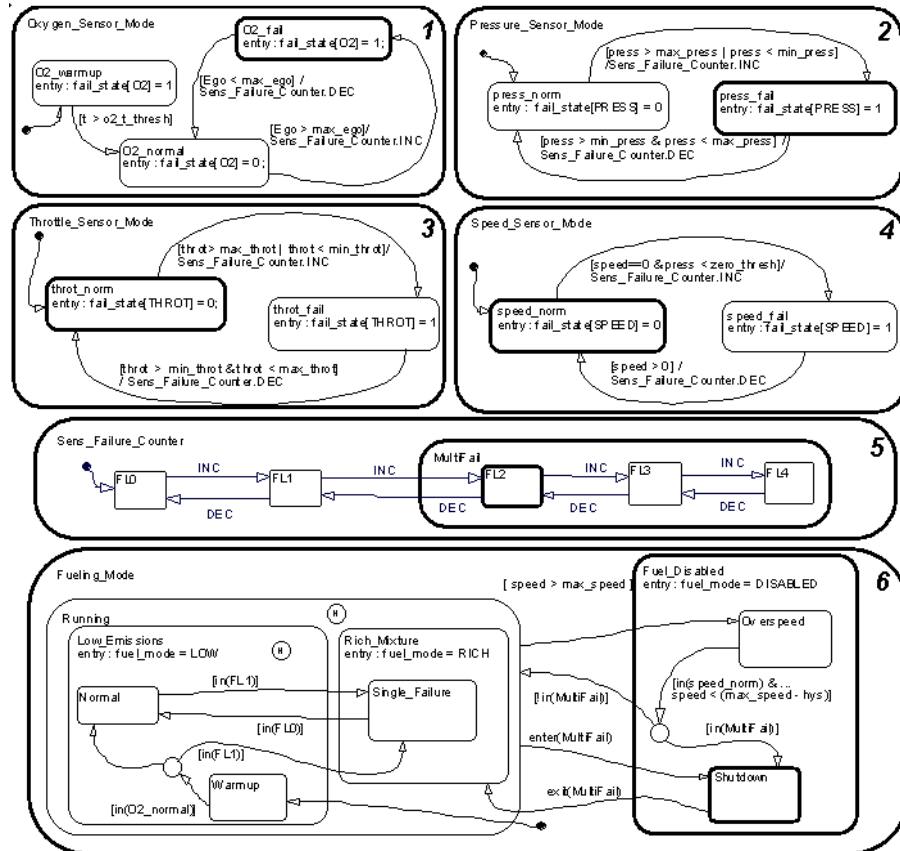 Oxygen_Sensor_Mode
1
O2_fail
entry : fail_state[O2] = 1;
O2_warmup
entry : fail_state[O2] = 1
[Ego < max_ego] /
Sens_Failure_Counter.DEC
[t > o2_t_thresh]
[Ego > max_ego]/
Sens_Failure_Counter.INC
O2_normal
entry : fail_state[O2] = 0;
Pressure_Sensor_Mode
2
[press > max_press | press < min_press]
/Sens_Failure_Counter.INC
press_norm
entry : fail_state[PRESS] = 0
press_fail
entry : fail_state[PRESS] = 1
[press > min_press & press < max_press] /
Sens_Failure_Counter.DEC
Throttle_Sensor_Mode
3
[throt> max_throt | throt < min_throt]/
Sens_Failure_Counter.INC
throt_norm
entry : fail_state[THROT] = 0;
throt_fail
entry : fail_state[THROT] = 1
[throt > min_throt &throt < max_throt]
/ Sens_Failure_Counter.DEC
Speed_Sensor_Mode
4
[speed==0 &press < zero_thresh]/
Sens_Failure_Counter.INC
speed_norm
entry : fail_state[SPEED] = 0
speed_fail
entry : fail_state[SPEED] = 1
[speed > 0] /
Sens_Failure_Counter.DEC
Sens_Failure_Counter
5
MultiFail
FL0
INC
DEC
FL1
INC
DEC
FL2
INC
DEC
FL3
INC
DEC
FL4
Fueling_Mode
6
[ speed > max_speed ]
Fuel_Disabled
entry : fuel_mode = DISABLED
Running
H
Low_Emissions
entry : fuel_mode = LOW
H
Rich_Mixture
entry : fuel_mode = RICH
Overspeed
[in(FL1)]
Normal
Single_Failure
[in(speed_norm) & ...
speed < (max_speed - hys)]
[in(FL0)]
[!in(MultiFail)]
[in(MultiFail)]
[in(FL1)]
enter(MultiFail)
Warmup
Shutdown
[in(O2_normal)]
exit(MultiFail)